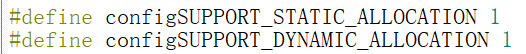 #define configSUPPORT_STATIC_ALLOCATION 1
#define configSUPPORT_DYNAMIC_ALLOCATION 1